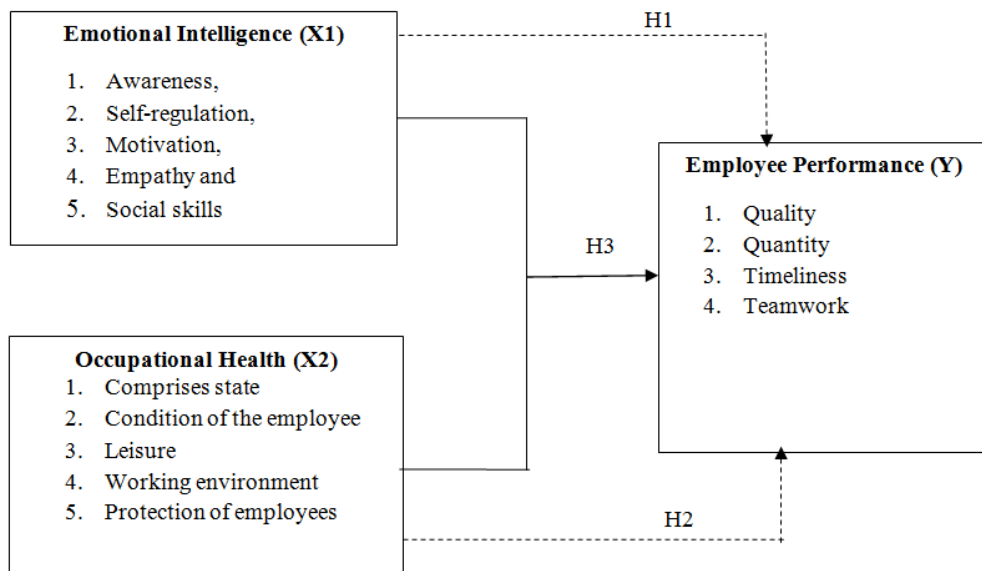 H1
Emotional Intelligence (X1)
1. Awareness,
2. Self-regulation,
3. Motivation,
4. Empathy and
5. Social skills
Employee Performance (Y)
1. Quality
2. Quantity
3. Timeliness
4. Teamwork
H3
Occupational Health (X2)
1. Comprises state
2. Condition of the employee
3. Leisure
4. Working environment
5. Protection of employees
H2